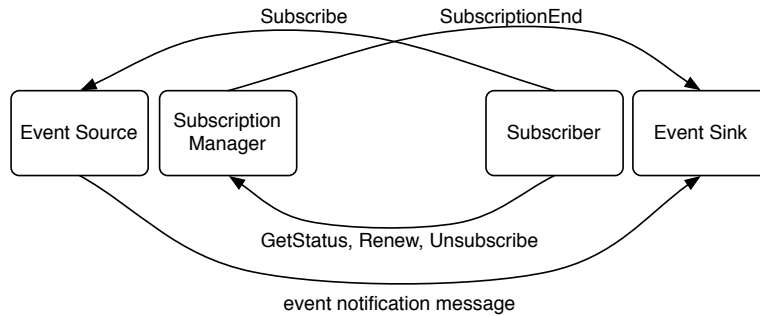 Subscribe
SubscriptionEnd
Event Source
Subscription
Manager
Subscriber
Event Sink
GetStatus, Renew, Unsubscribe
event notification message